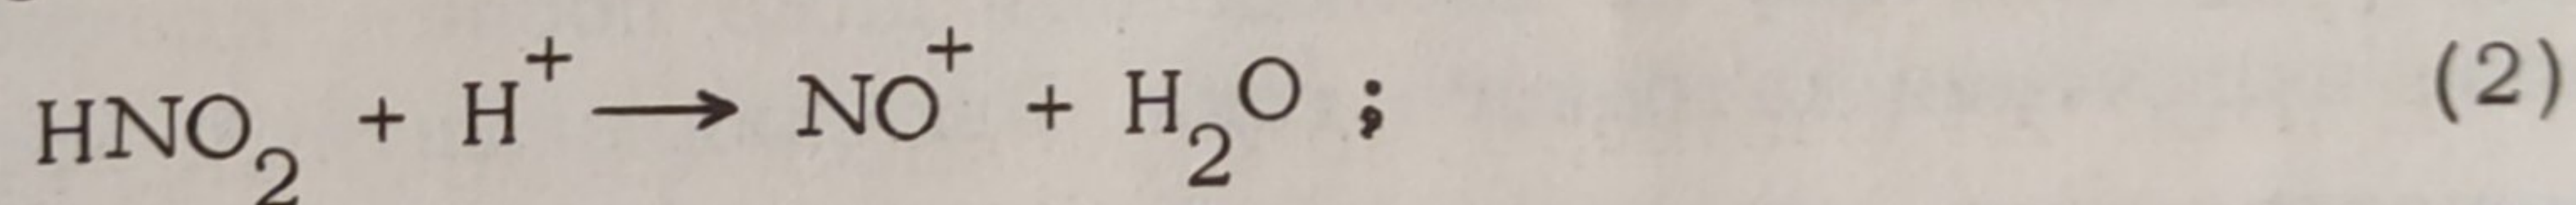 HNO₂ + H⁺ ⟶ NO⁺ + H₂O ; (2)